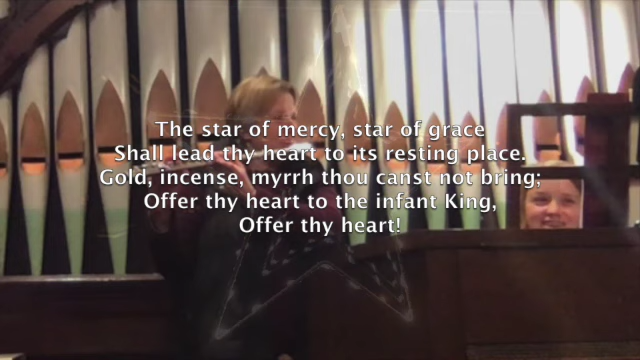 The star of mercy, star of grace
Shall lead thy heart to its resting place.
Gold, incense, myrrh thou canst not bring;
Offer thy heart to the infant King,
Offer thy heart!